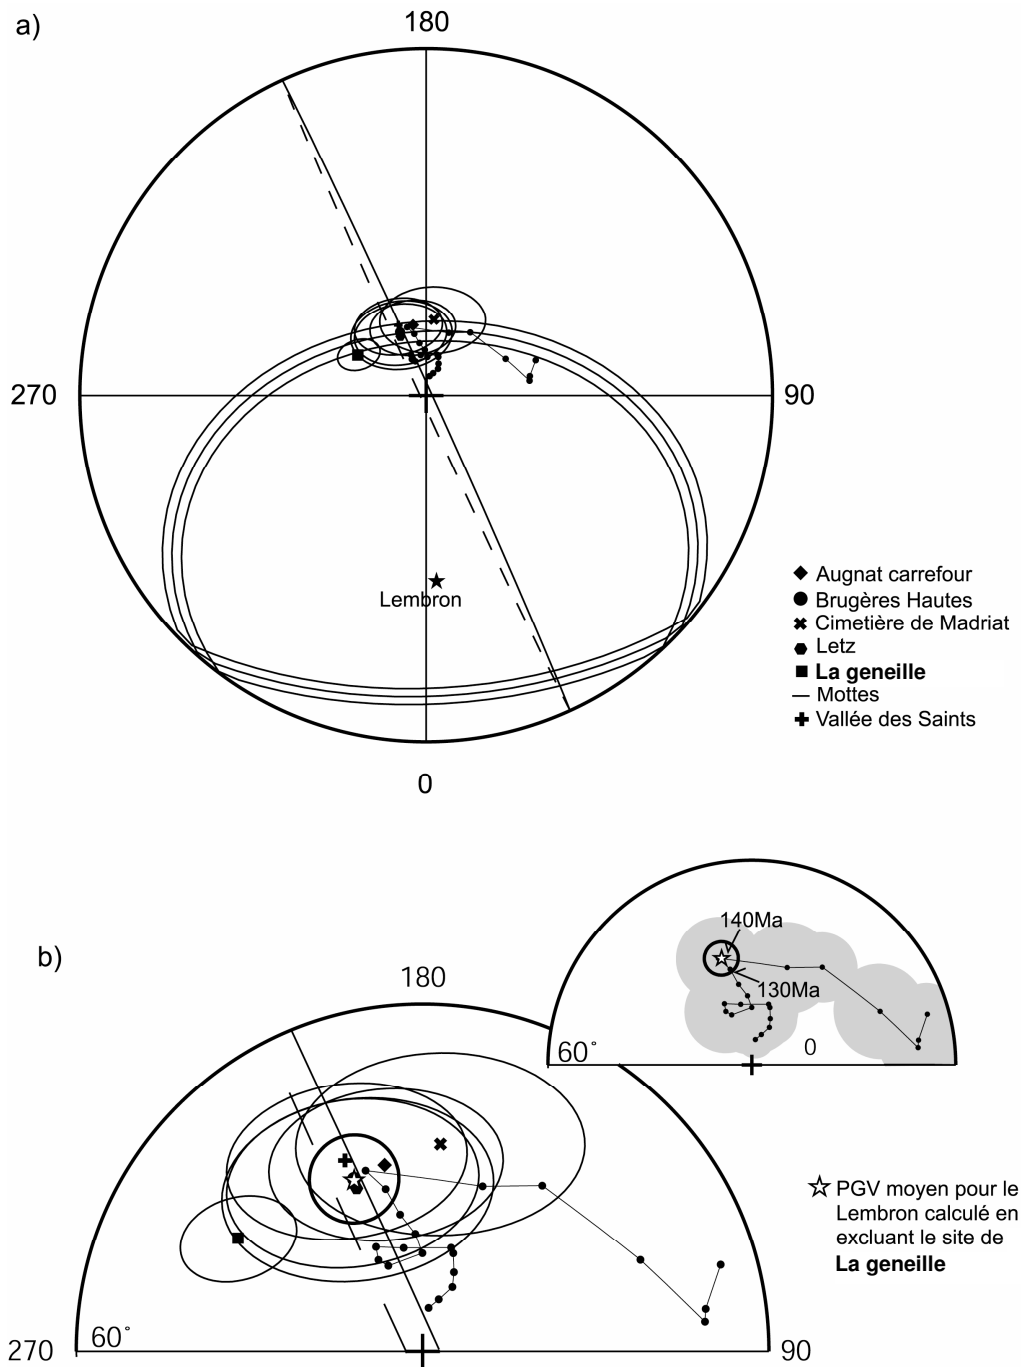 a)
180
270
90
Lembron
Augnat carrefour
Brugères Hautes
Cimetière de Madriat
Letz
La geneille
Mottes
Vallée des Saints
0
b)
140Ma
130Ma
60°
0
180
PGV moyen pour le
Lembron calculé en
excluant le site de
La geneille
270
60°
90